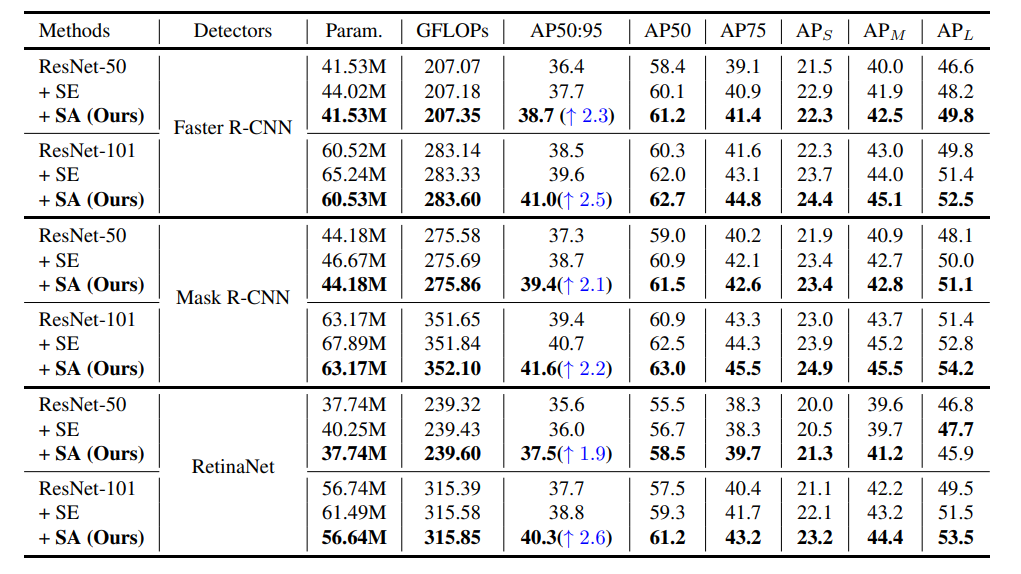 Methods Detectors Param. GFLOPs AP50:95 AP50 AP75 AP_S AP_M AP_L
ResNet-50 41.53M 207.07 36.4 58.4 39.1 21.5 40.0 46.6
+ SE 44.02M 207.18 37.7 60.1 40.9 22.9 41.9 48.2
+ SA (Ours) 41.53M 207.35 38.7 (↑ 2.3) 61.2 41.4 22.3 42.5 49.8
Faster R-CNN
ResNet-101 60.52M 283.14 38.5 60.3 41.6 22.3 43.0 49.8
+ SE 65.24M 283.33 39.6 62.0 43.1 23.7 44.0 51.4
+ SA (Ours) 60.53M 283.60 41.0(↑ 2.5) 62.7 44.8 24.4 45.1 52.5
ResNet-50 44.18M 275.58 37.3 59.0 40.2 21.9 40.9 48.1
+ SE 46.67M 275.69 38.7 60.9 42.1 23.4 42.7 50.0
+ SA (Ours) 44.18M 275.86 39.4(↑ 2.1) 61.5 42.6 23.4 42.8 51.1
Mask R-CNN
ResNet-101 63.17M 351.65 39.4 60.9 43.3 23.0 43.7 51.4
+ SE 67.89M 351.84 40.7 62.5 44.3 23.9 45.2 52.8
+ SA (Ours) 63.17M 352.10 41.6(↑ 2.2) 63.0 45.5 24.9 45.5 54.2
ResNet-50 37.74M 239.32 35.6 55.5 38.3 20.0 39.6 46.8
+ SE 40.25M 239.43 36.0 56.7 38.3 20.5 39.7 47.7
+ SA (Ours) 37.74M 239.60 37.5(↑ 1.9) 58.5 39.7 21.3 41.2 45.9
RetinaNet
ResNet-101 56.74M 315.39 37.7 57.5 40.4 21.1 42.2 49.5
+ SE 61.49M 315.58 38.8 59.3 41.7 22.1 43.2 51.5
+ SA (Ours) 56.64M 315.85 40.3(↑ 2.6) 61.2 43.2 23.2 44.4 53.5